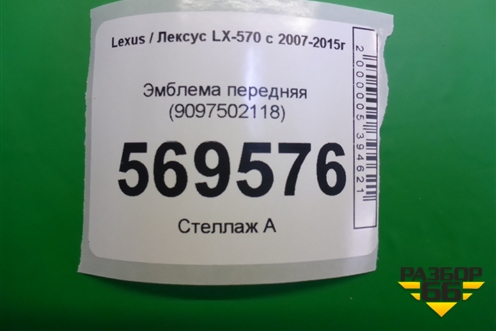 Lexus / Лексус LX-570 с 2007-2015г
Эмблема передняя
(9097502118)
569576
Стеллаж А
2000005394621
РАЗБОР
66